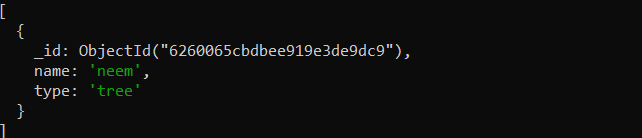 [
  {
    _id: ObjectId("6260065cbdbee919e3de9dc9"),
    name: 'neem',
    type: 'tree'
  }
]